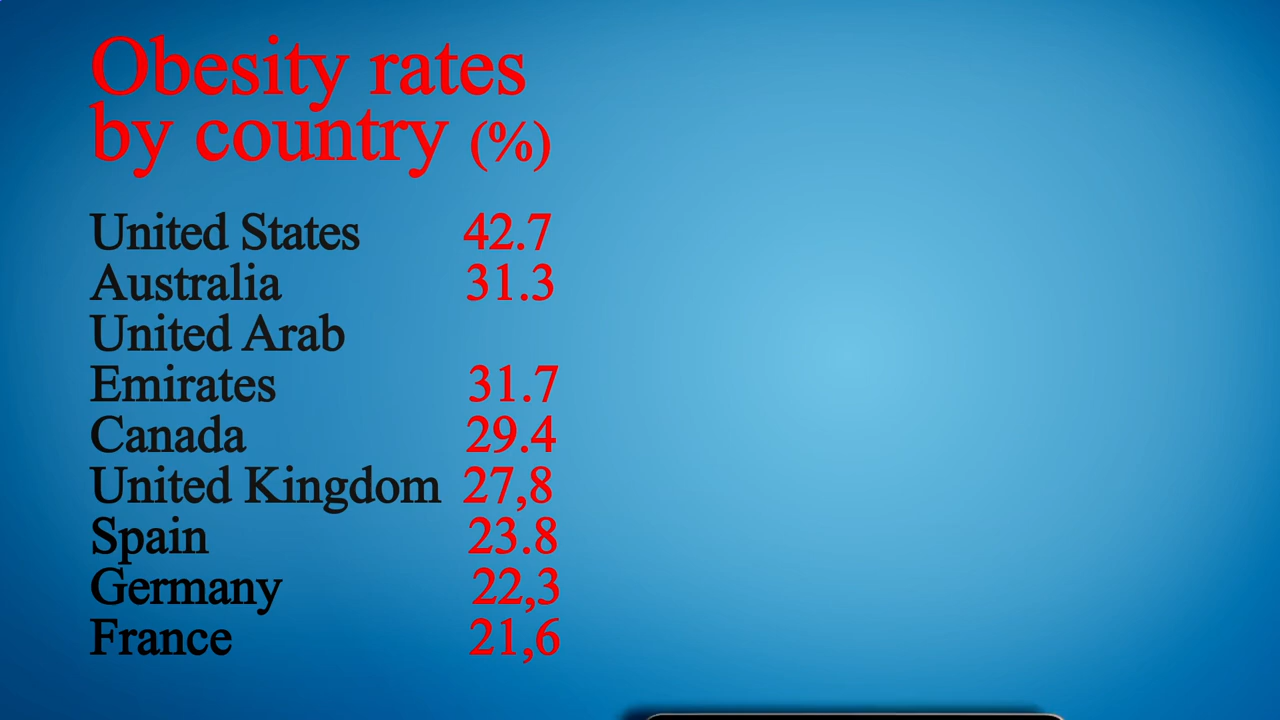 Obesity rates
by country (%)
United States 42.7
Australia 31.3
United Arab
Emirates 31.7
Canada 29.4
United Kingdom 27,8
Spain 23.8
Germany 22,3
France 21,6